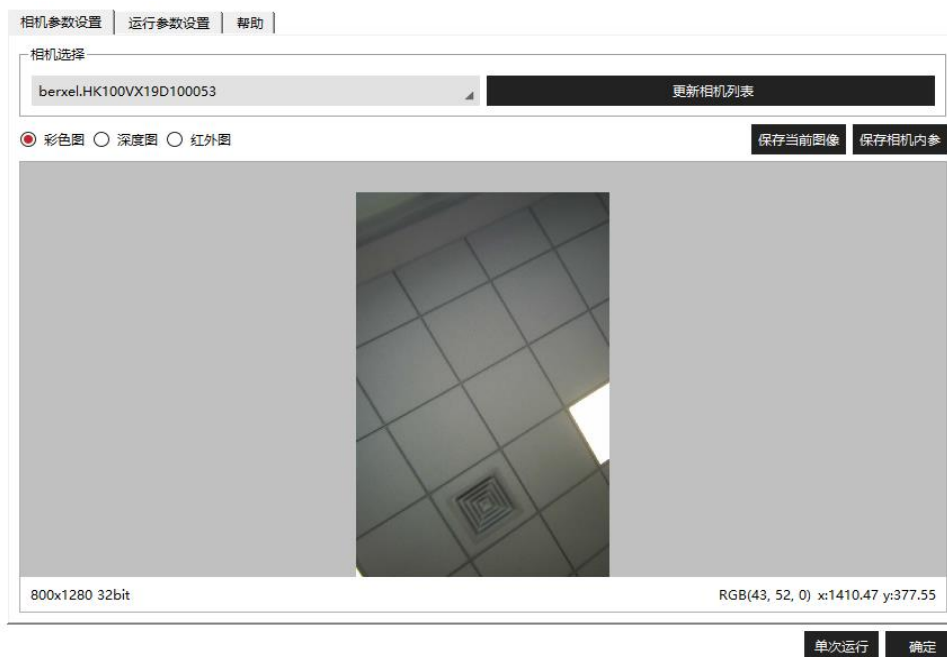 相机参数设置 运行参数设置 帮助
相机选择
berxel.HK100VX19D100053 更新相机列表
彩色图 深度图 红外图 保存当前图像 保存相机内参
800x1280 32bit RGB(43, 52, 0) x:1410.47 y:377.55
单次运行 确定